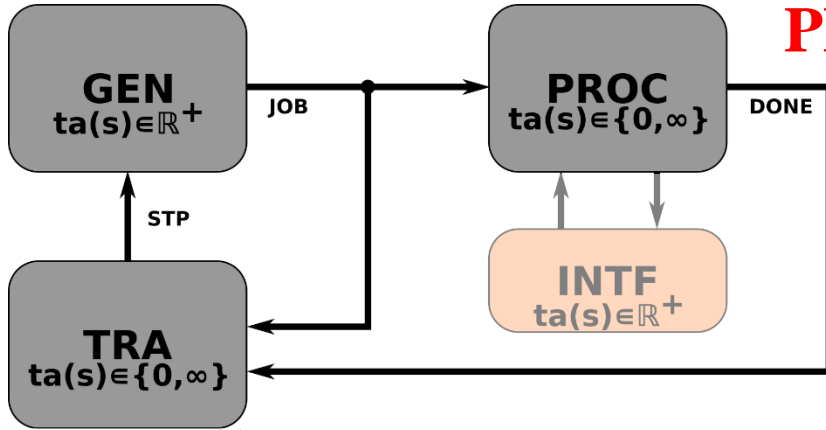 GEN
ta(s)∈ℝ⁺
JOB
PROC
ta(s)∈{0,∞}
DONE
STP
INTF
ta(s)∈ℝ⁺
TRA
ta(s)∈{0,∞}